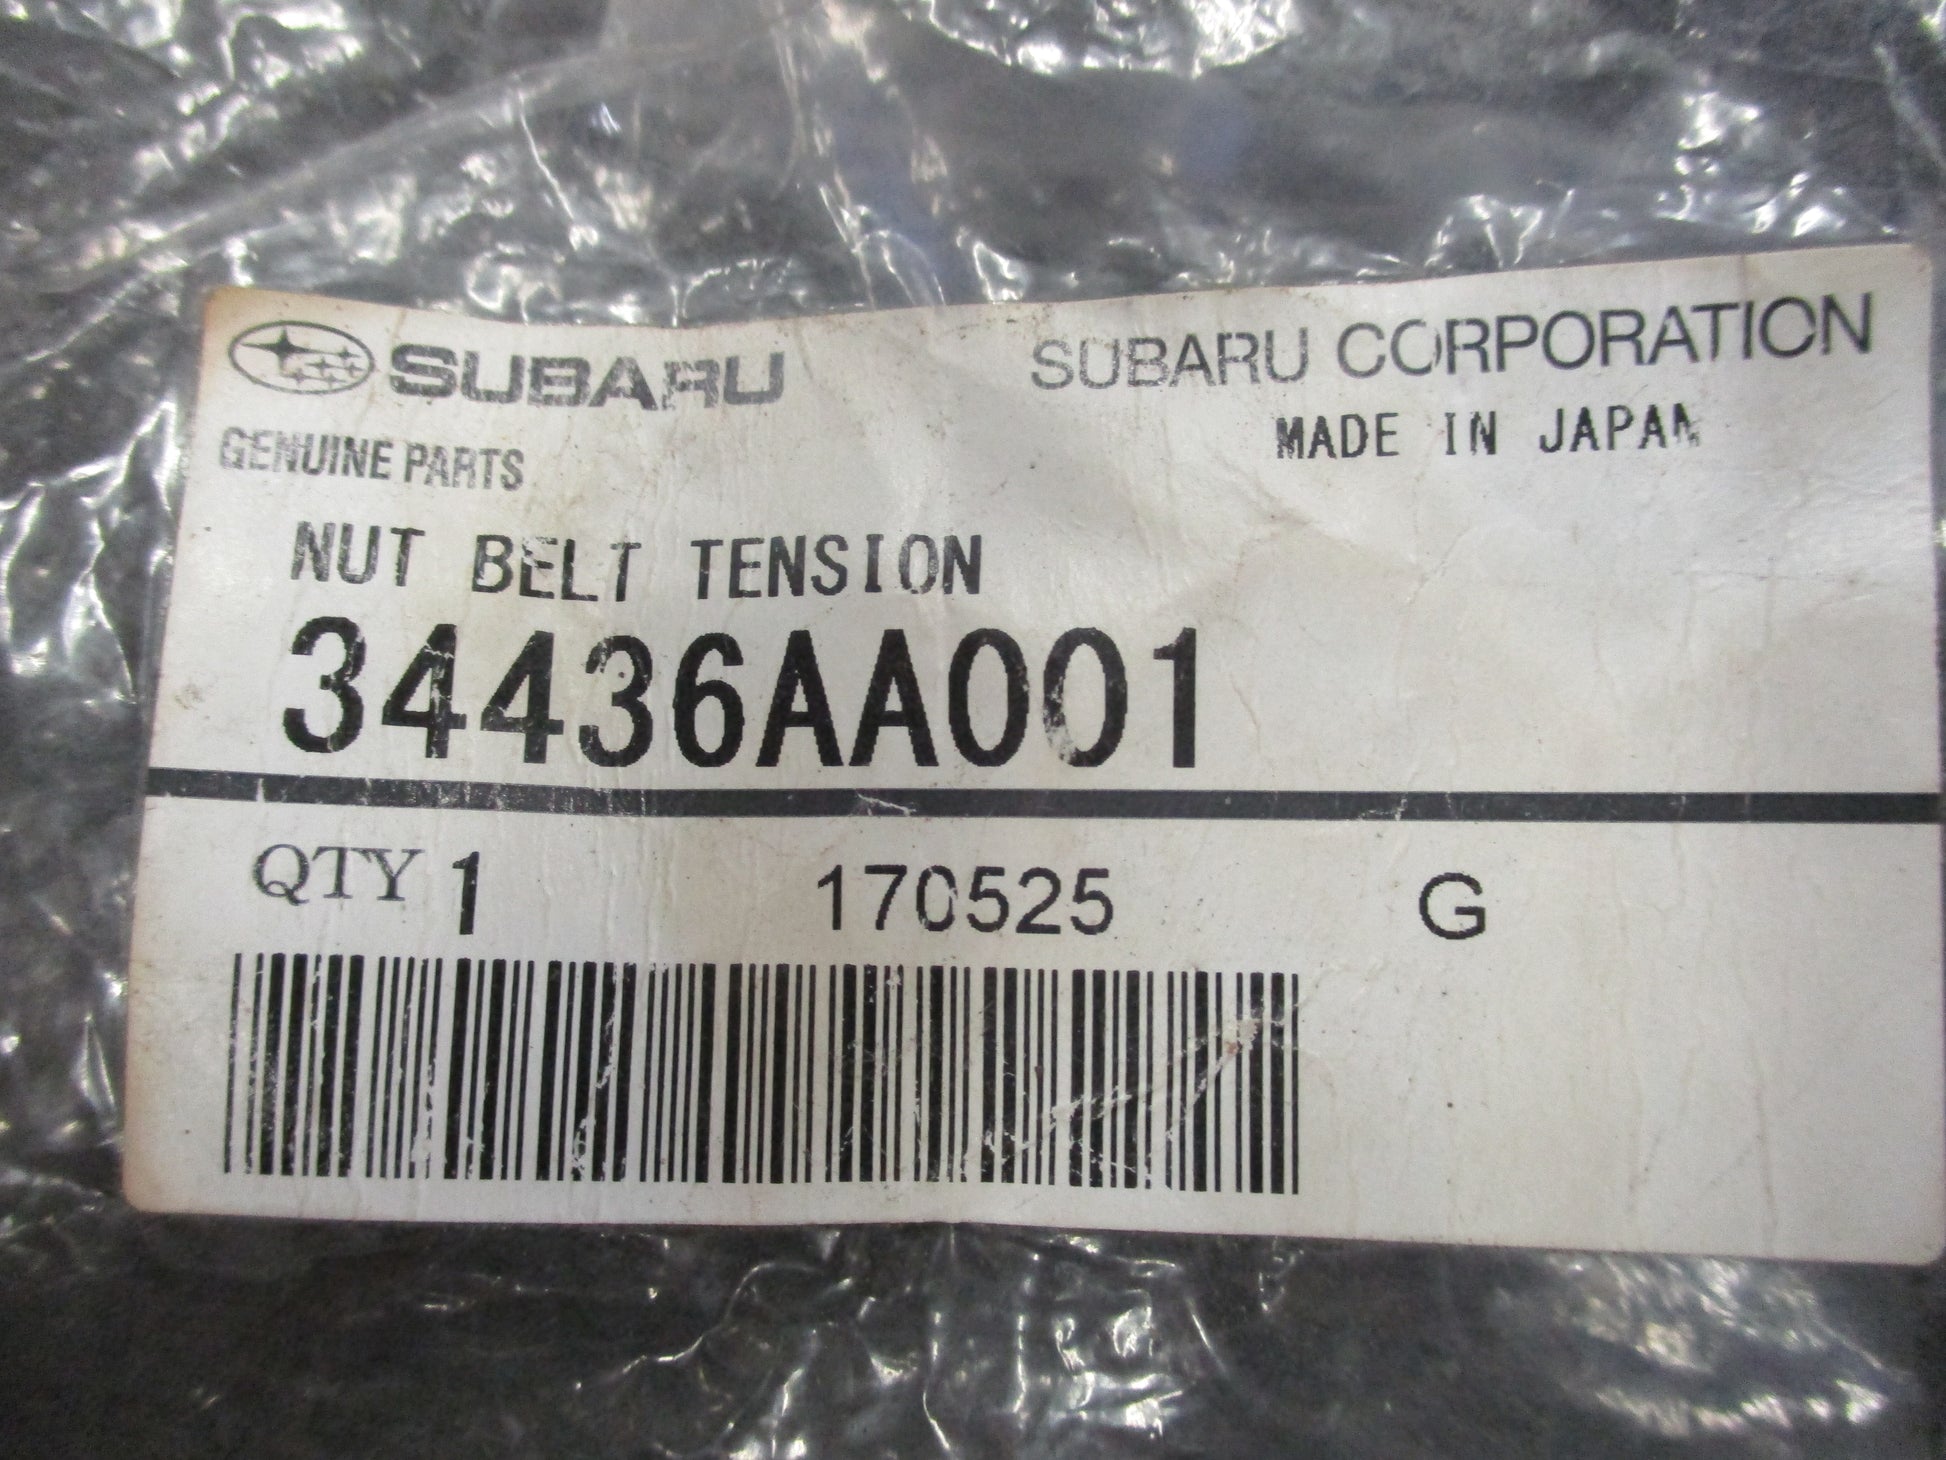 SUBARU
SUBARU CORPORATION
GENUINE PARTS
MADE IN JAPAN
NUT BELT TENSION
34436AA001
QTY 1 170525 G